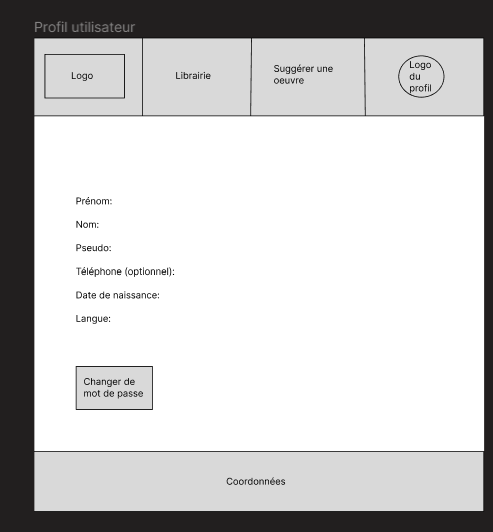 Profil utilisateur
Logo
Librairie
Suggérer une
oeuvre
Logo
du
profil
Prénom:
Nom:
Pseudo:
Téléphone (optionnel):
Date de naissance:
Langue:
Changer de
mot de passe
Coordonnées